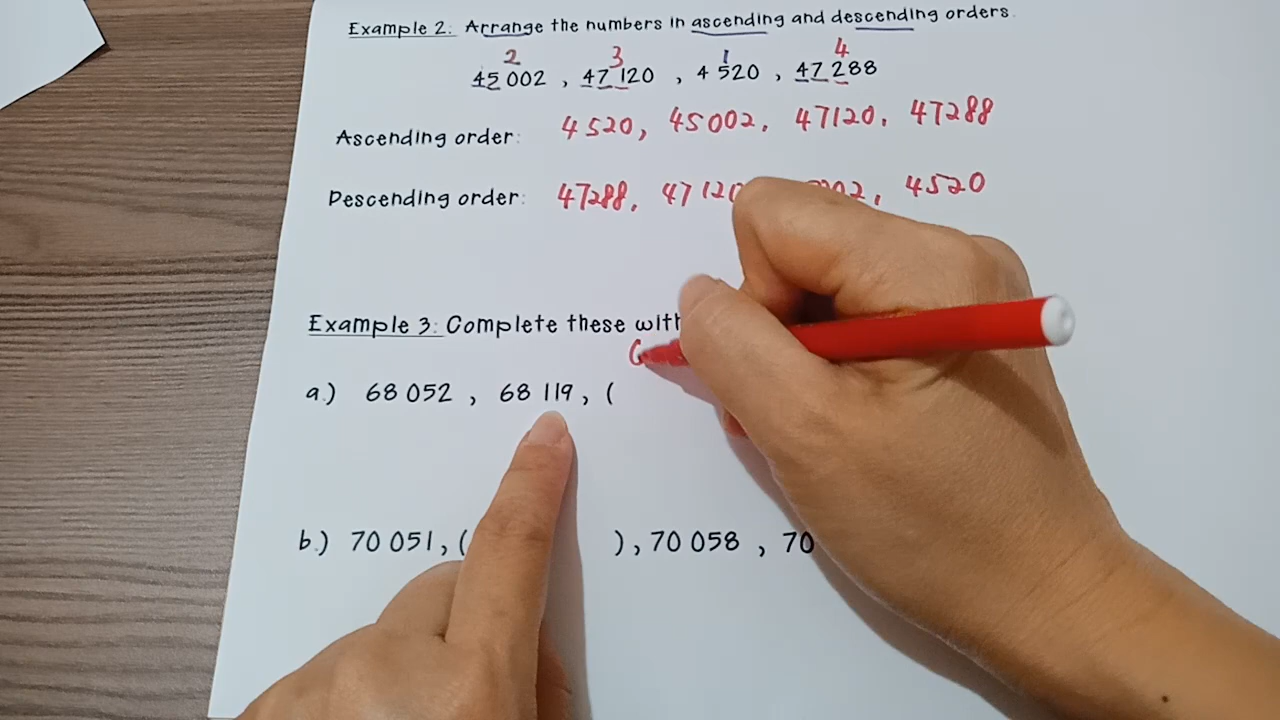 Example 2: Arrange the numbers in ascending and descending orders.
2 3 1 4
45 002 , 47 120 , 4 520 , 47 288
Ascending order: 4520, 45002, 47120, 47288
Descending order: 47288, 47120 4520
Example 3: Complete these
a.) 68 052 , 68 119 , (
b.) 70 051, ( ), 70 058 , 70